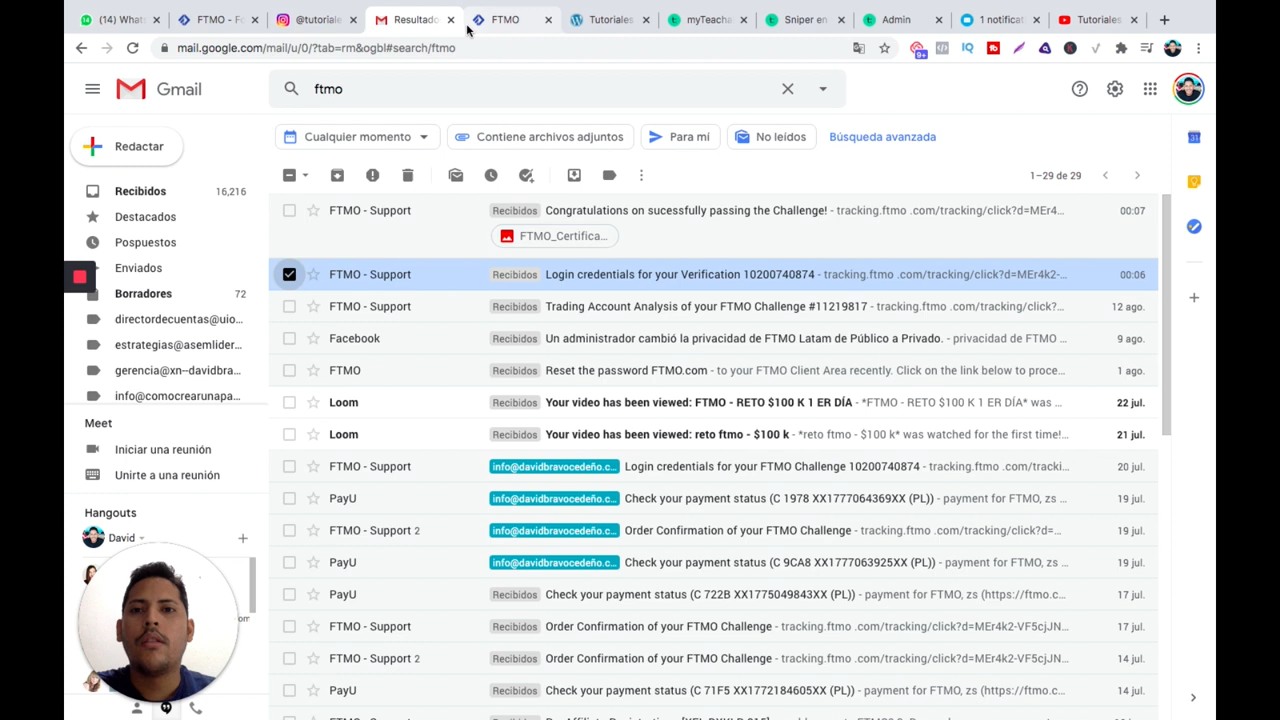 (14) Whats
FTMO - Fo
@tutoriale
Resultado
FTMO
Tutoriales
myTeacha
Sniper en
Admin
1 notificat
Tutoriales
mail.google.com/mail/u/0/?tab=rm&ogbl#search/ftmo
9+
Gmail
ftmo
Cualquier momento
Contiene archivos adjuntos
Para mí
No leídos
Búsqueda avanzada
Redactar
1–29 de 29
Recibidos 16,216
Destacados
Pospuestos
Enviados
Borradores 72
directordecuentas@uio...
estrategias@asemlider...
gerencia@xn--davidbra...
info@comocrearunapa...
Meet
Iniciar una reunión
Unirte a una reunión
Hangouts
David
om
FTMO - Support Recibidos Congratulations on sucessfully passing the Challenge! - tracking.ftmo .com/tracking/click?d=MEr4... 00:07
FTMO_Certifica...
FTMO - Support Recibidos Login credentials for your Verification 10200740874 - tracking.ftmo .com/tracking/click?d=MEr4k2-... 00:06
FTMO - Support Recibidos Trading Account Analysis of your FTMO Challenge #11219817 - tracking.ftmo .com/tracking/click?... 12 ago.
Facebook Recibidos Un administrador cambió la privacidad de FTMO Latam de Público a Privado. - privacidad de FTMO ... 9 ago.
FTMO Recibidos Reset the password FTMO.com - to your FTMO Client Area recently. Click on the link below to proce... 1 ago.
Loom Recibidos Your video has been viewed: FTMO - RETO $100 K 1 ER DÍA - *FTMO - RETO $100 K 1 ER DÍA* was ... 22 jul.
Loom Recibidos Your video has been viewed: reto ftmo - $100 k - *reto ftmo - $100 k* was watched for the first time!... 21 jul.
FTMO - Support info@davidbravocedeño.c... Login credentials for your FTMO Challenge 10200740874 - tracking.ftmo .com/tracki... 20 jul.
PayU info@davidbravocedeño.c... Check your payment status (C 1978 XX1777064369XX (PL)) - payment for FTMO, zs ... 19 jul.
FTMO - Support 2 info@davidbravocedeño.c... Order Confirmation of your FTMO Challenge - tracking.ftmo .com/tracking/click?d=... 19 jul.
PayU info@davidbravocedeño.c... Check your payment status (C 9CA8 XX1777063925XX (PL)) - payment for FTMO, zs ... 19 jul.
PayU Recibidos Check your payment status (C 722B XX1775049843XX (PL)) - payment for FTMO, zs (https://ftmo.c... 17 jul.
FTMO - Support Recibidos Order Confirmation of your FTMO Challenge - tracking.ftmo .com/tracking/click?d=MEr4k2-VF5cjJN... 17 jul.
FTMO - Support 2 Recibidos Order Confirmation of your FTMO Challenge - tracking.ftmo .com/tracking/click?d=MEr4k2-VF5cjJN... 14 jul.
PayU Recibidos Check your payment status (C 71F5 XX1772184605XX (PL)) - payment for FTMO, zs (https://ftmo.c... 14 jul.